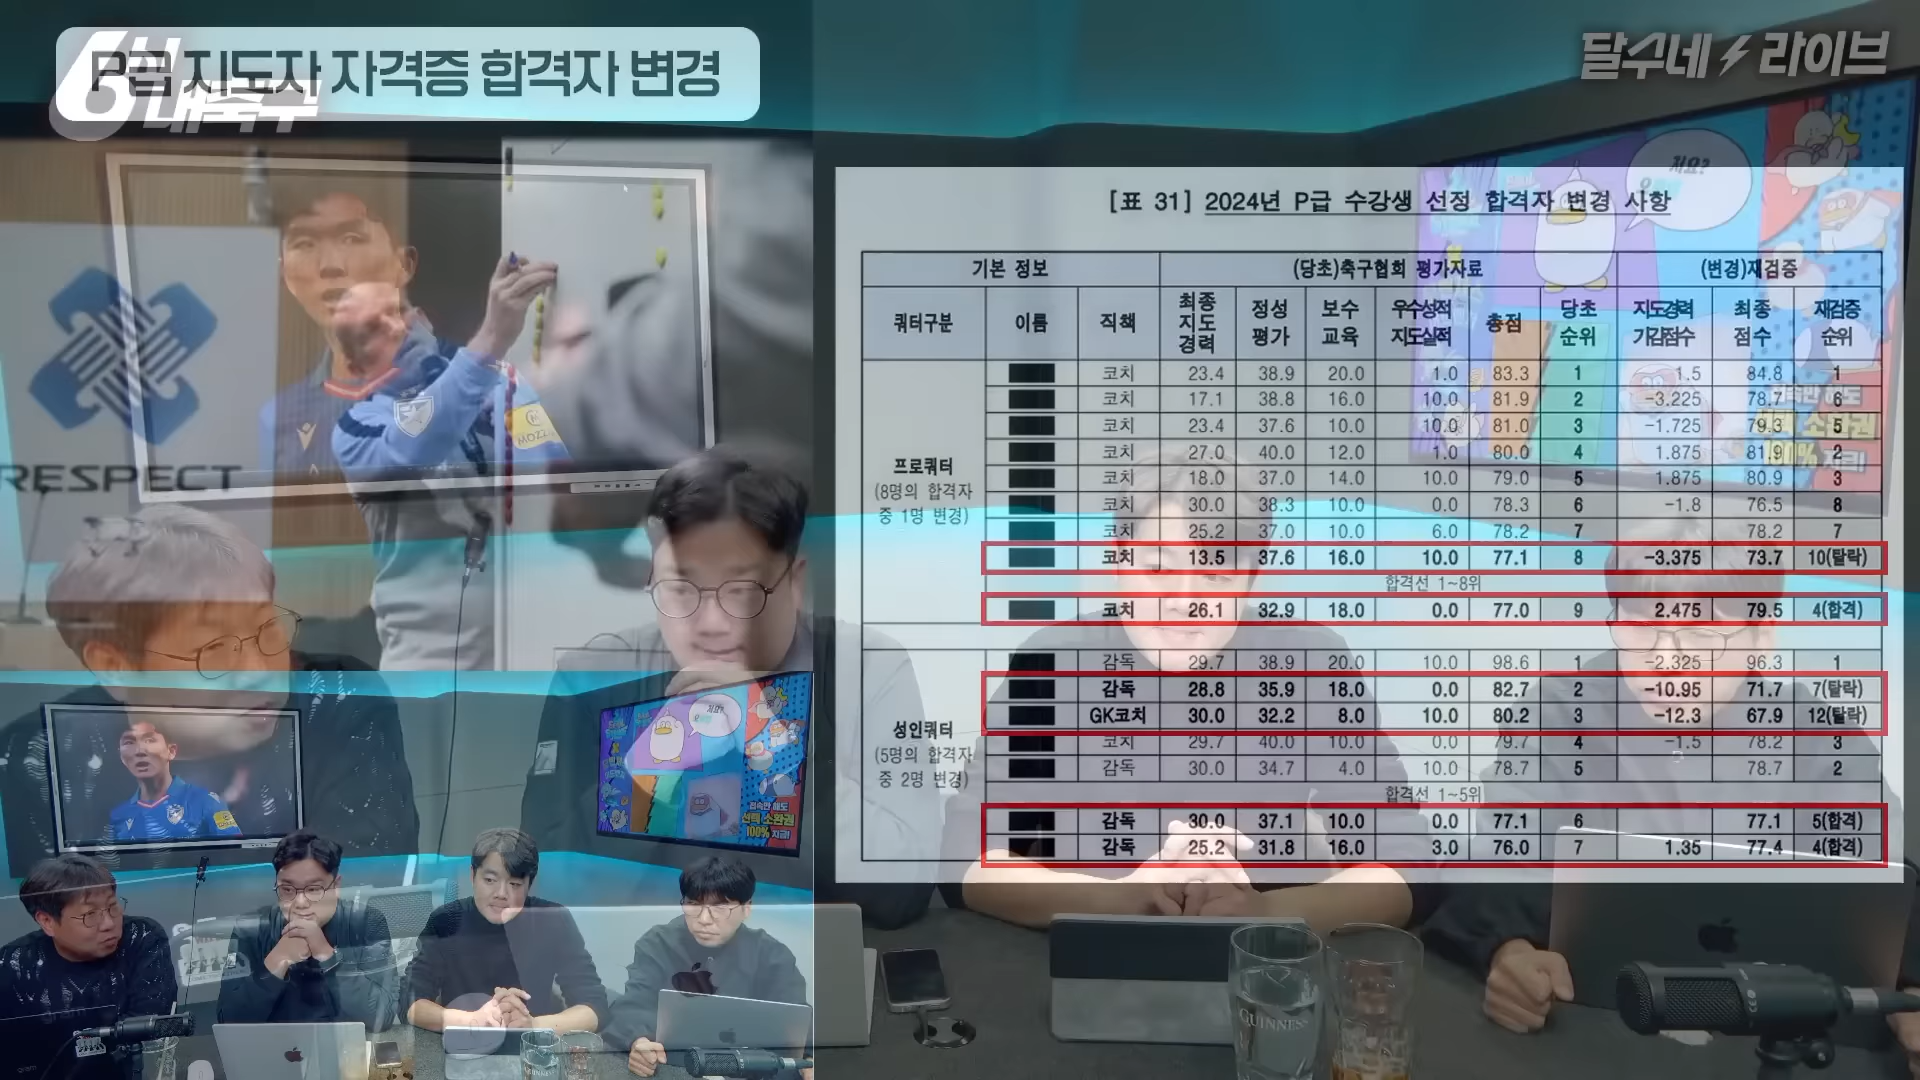 P급 지도자 자격증 합격자 변경
6시내축구
달수네 라이브
RESPECT
저요?
MOZZ
[표 31] 2024년 P급 수강생 선정 합격자 변경 사항
기본 정보 (당초)축구협회 평가자료 (변경)재검증
쿼터구분 이름 직책 최종 지도 경력 정성 평가 보수 교육 우수성적 지도실적 총점 당초 순위 지도경력 가감점수 최종 점수 재검증 순위
프로쿼터 (8명의 합격자 중 1명 변경)
코치 23.4 38.9 20.0 1.0 83.3 1 1.5 84.8 1
코치 17.1 38.8 16.0 10.0 81.9 2 -3.225 78.7 6
코치 23.4 37.6 10.0 10.0 81.0 3 -1.725 79.3 5
코치 27.0 40.0 12.0 1.0 80.0 4 1.875 81.9 2
코치 18.0 37.0 14.0 10.0 79.0 5 1.875 80.9 3
코치 30.0 38.3 10.0 0.0 78.3 6 -1.8 76.5 8
코치 25.2 37.0 10.0 6.0 78.2 7 78.2 7
코치 13.5 37.6 16.0 10.0 77.1 8 -3.375 73.7 10(탈락)
합격선 1~8위
코치 26.1 32.9 18.0 0.0 77.0 9 2.475 79.5 4(합격)
성인쿼터 (5명의 합격자 중 2명 변경)
감독 29.7 38.9 20.0 10.0 98.6 1 -2.325 96.3 1
감독 28.8 35.9 18.0 0.0 82.7 2 -10.95 71.7 7(탈락)
GK코치 30.0 32.2 8.0 10.0 80.2 3 -12.3 67.9 12(탈락)
코치 29.7 40.0 10.0 0.0 79.7 4 -1.5 78.2 3
감독 30.0 34.7 4.0 10.0 78.7 5 78.7 2
합격선 1~5위
감독 30.0 37.1 10.0 0.0 77.1 6 77.1 5(합격)
감독 25.2 31.8 16.0 3.0 76.0 7 1.35 77.4 4(합격)
접속만 해도
선택 소환권
100% 지급!
GUINNESS